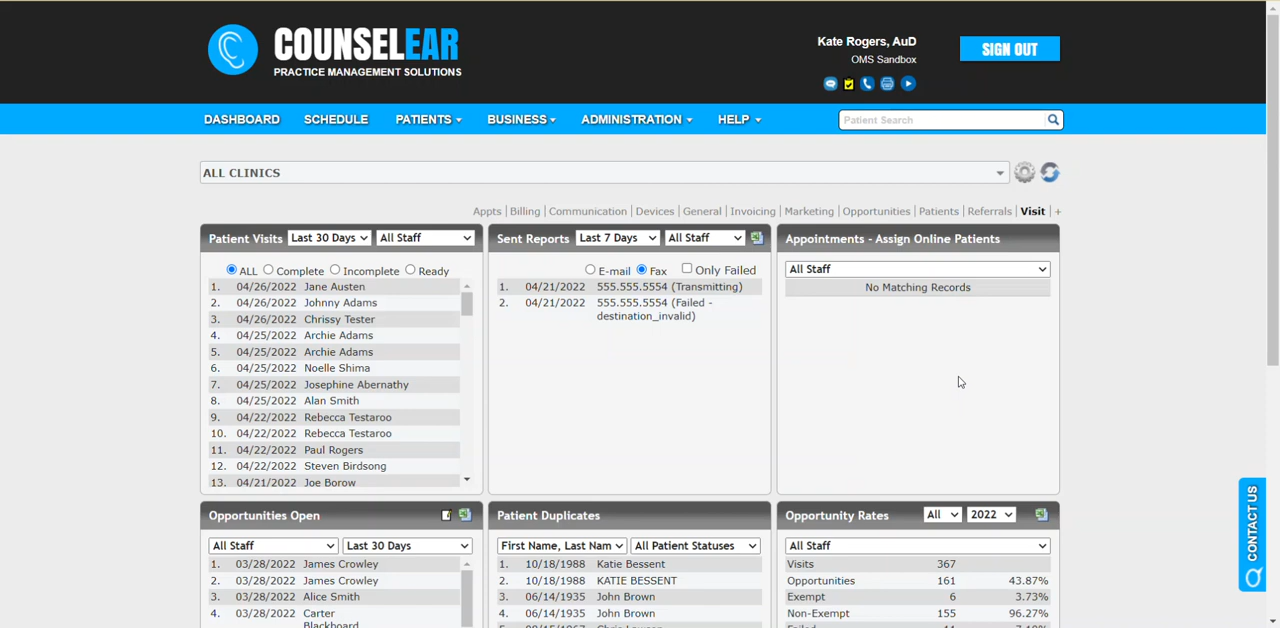 COUNSELEAR
PRACTICE MANAGEMENT SOLUTIONS
Kate Rogers, AuD
OMS Sandbox
SIGN OUT
DASHBOARD SCHEDULE PATIENTS BUSINESS ADMINISTRATION HELP
Patient Search
ALL CLINICS
Appts | Billing | Communication | Devices | General | Invoicing | Marketing | Opportunities | Patients | Referrals | Visit | +
Patient Visits Last 30 Days All Staff
ALL Complete Incomplete Ready
1. 04/26/2022 Jane Austen
2. 04/26/2022 Johnny Adams
3. 04/26/2022 Chrissy Tester
4. 04/25/2022 Archie Adams
5. 04/25/2022 Archie Adams
6. 04/25/2022 Noelle Shima
7. 04/25/2022 Josephine Abernathy
8. 04/25/2022 Alan Smith
9. 04/22/2022 Rebecca Testaroo
10. 04/22/2022 Rebecca Testaroo
11. 04/22/2022 Paul Rogers
12. 04/22/2022 Steven Birdsong
13. 04/21/2022 Joe Borow
Sent Reports Last 7 Days All Staff
E-mail Fax Only Failed
1. 04/21/2022 555.555.5554 (Transmitting)
2. 04/21/2022 555.555.5554 (Failed -
destination_invalid)
Appointments - Assign Online Patients
All Staff
No Matching Records
Opportunities Open
All Staff Last 30 Days
1. 03/28/2022 James Crowley
2. 03/28/2022 James Crowley
3. 03/28/2022 Alice Smith
4. 03/28/2022 Carter
Blackboard
Patient Duplicates
First Name, Last Nam All Patient Statuses
1. 10/18/1988 Katie Bessent
2. 10/18/1988 KATIE BESSENT
3. 06/14/1935 John Brown
4. 06/14/1935 John Brown
Opportunity Rates All 2022
All Staff
Visits 367
Opportunities 161 43.87%
Exempt 6 3.73%
Non-Exempt 155 96.27%
CONTACT US